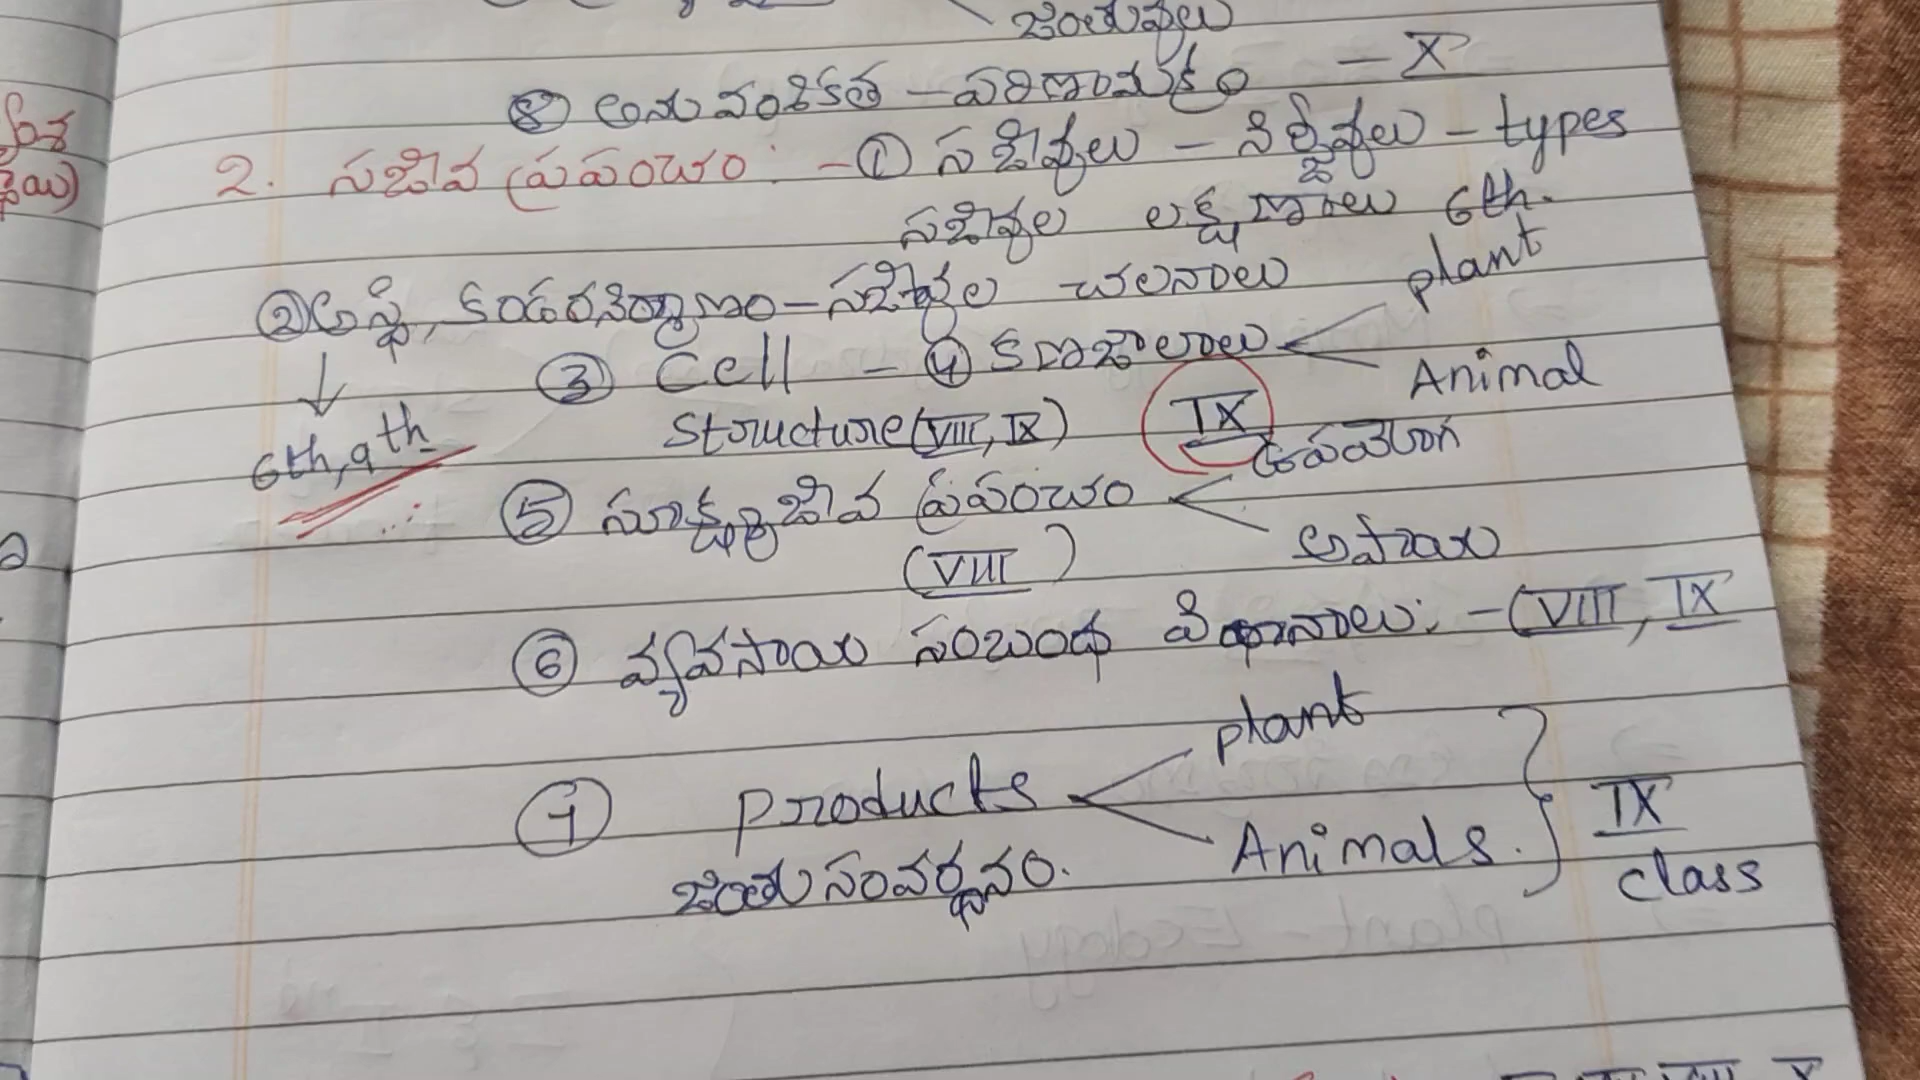 జంతువులు
⑧ అనువంశికత - పరిణామక్రమం - X
2. సజీవ ప్రపంచం :- ① సజీవులు - నిర్జీవులు - types
సజీవుల లక్షణాలు 6th.
② అస్థి, కండర నిర్మాణం - సజీవుల చలనాలు plant
③ Cell - ④ కణజాలాలు Animal
6th, 9th structure (VIII, IX) IX
ఉపయోగ
⑤ సూక్ష్మజీవ ప్రపంచం
(VIII) అపాయ
⑥ వ్యవసాయ సంబంధ విధానాలు :- (VIII, IX
plant
⑦ products
Animals. IX
జంతు సంవర్ధనం. class